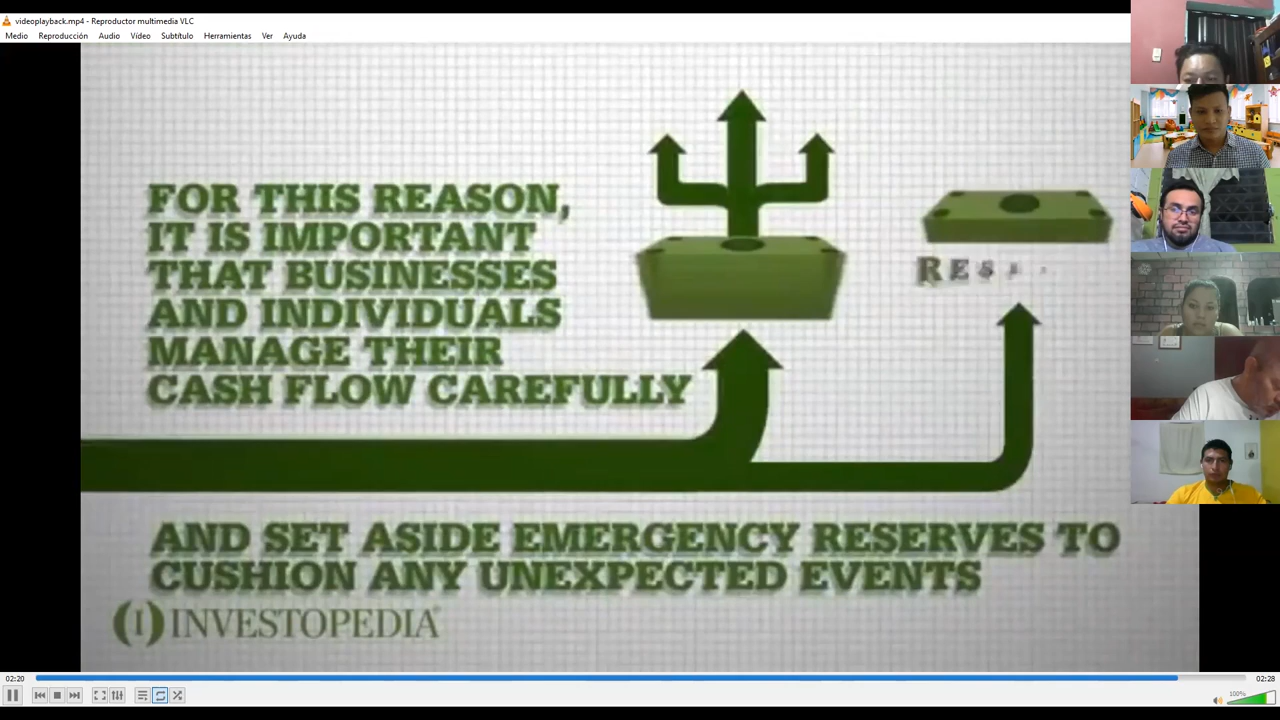 videoplayback.mp4 - Reproductor multimedia VLC
Medio Reproducción Audio Vídeo Subtítulo Herramientas Ver Ayuda
FOR THIS REASON,
IT IS IMPORTANT
THAT BUSINESSES
AND INDIVIDUALS
MANAGE THEIR
CASH FLOW CAREFULLY
AND SET ASIDE EMERGENCY RESERVES TO
CUSHION ANY UNEXPECTED EVENTS
(I) INVESTOPEDIA
02:20
02:28
100%